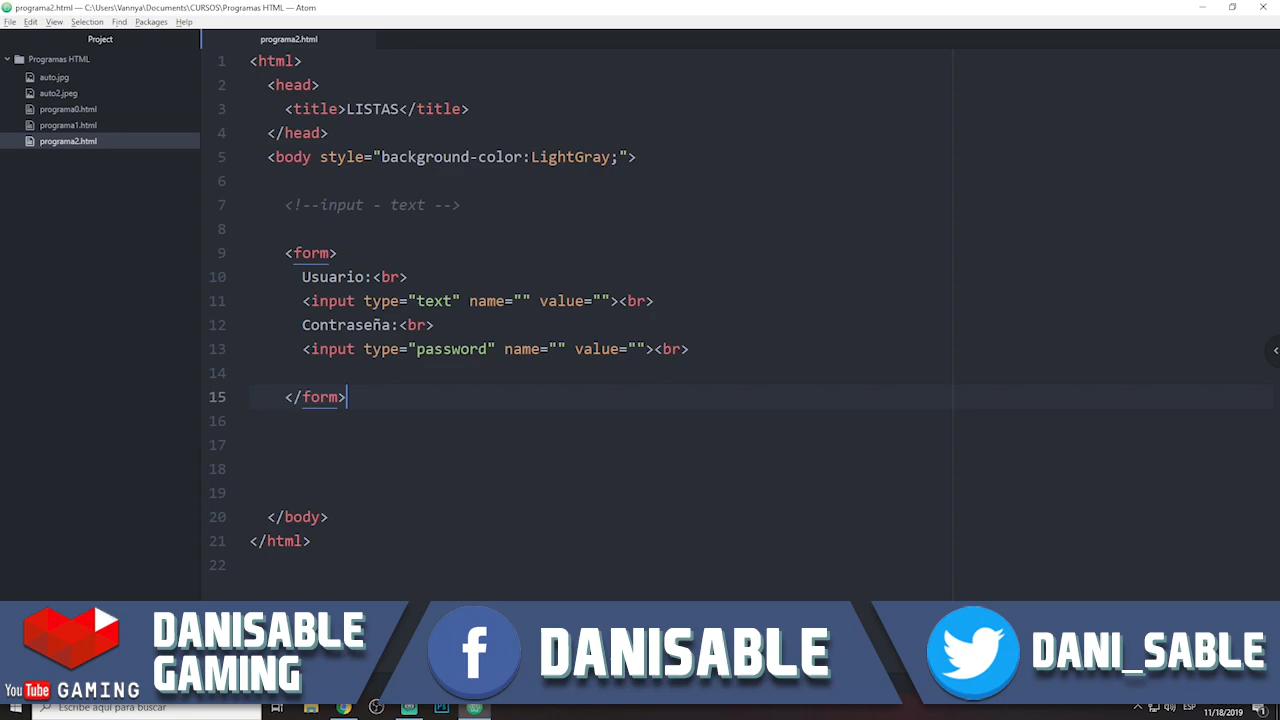 programa2.html — C:\Users\Vannya\Documents\CURSOS\Programas HTML — Atom
File Edit View Selection Find Packages Help
Project
programa2.html
Programas HTML
auto.jpg
auto2.jpeg
programa0.html
programa1.html
programa2.html
1 <html>
2 <head>
3 <title>LISTAS</title>
4 </head>
5 <body style="background-color:LightGray;">
6
7 <!--input - text -->
8
9 <form>
10 Usuario:<br>
11 <input type="text" name="" value=""><br>
12 Contraseña:<br>
13 <input type="password" name="" value=""><br>
14
15 </form>
16
17
18
19
20 </body>
21 </html>
22
DANISABLE
GAMING
YouTube GAMING
f DANISABLE
DANI_SABLE
Escribe aquí para buscar
ESP
11/18/2019